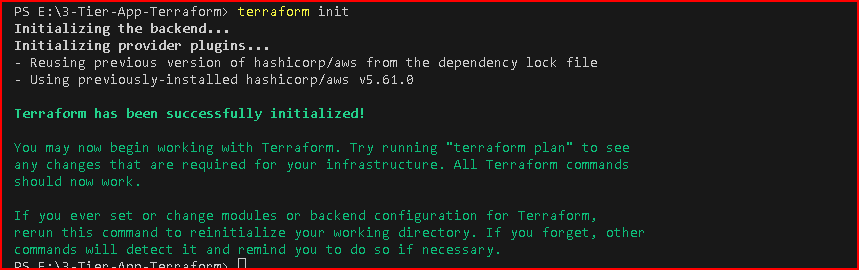 PS E:\3-Tier-App-Terraform> terraform init
Initializing the backend...
Initializing provider plugins...
- Reusing previous version of hashicorp/aws from the dependency lock file
- Using previously-installed hashicorp/aws v5.61.0
Terraform has been successfully initialized!
You may now begin working with Terraform. Try running "terraform plan" to see
any changes that are required for your infrastructure. All Terraform commands
should now work.
If you ever set or change modules or backend configuration for Terraform,
rerun this command to reinitialize your working directory. If you forget, other
commands will detect it and remind you to do so if necessary.
PS E:\3-Tier-App-Terraform>